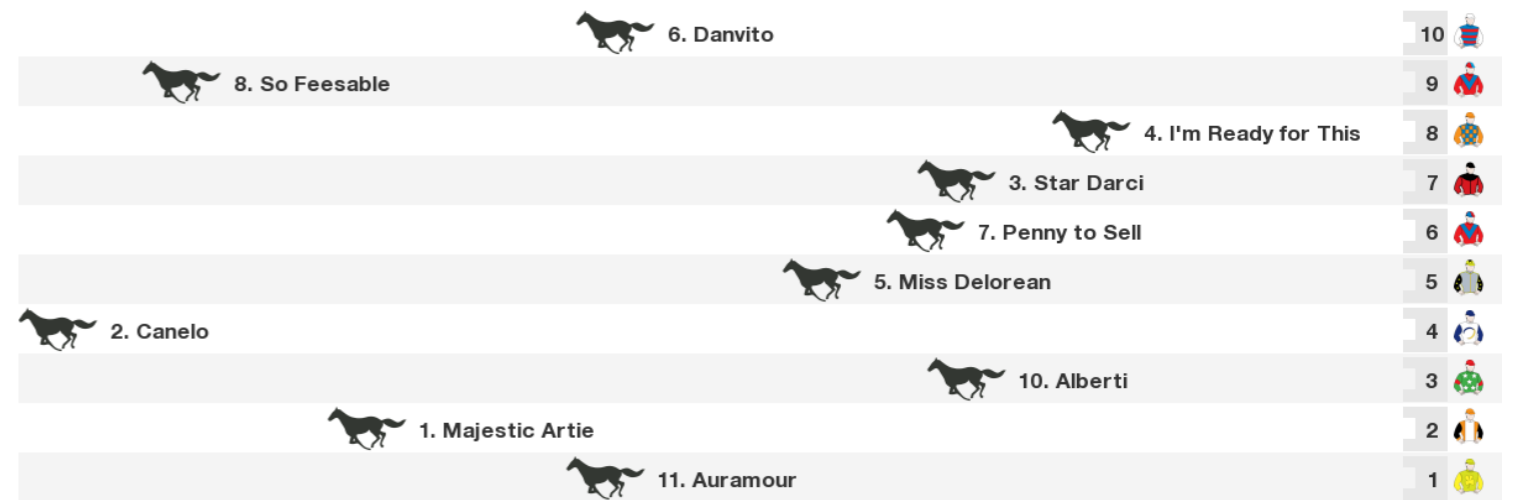 6. Danvito 10
8. So Feesable 9
4. I'm Ready for This 8
3. Star Darci 7
7. Penny to Sell 6
5. Miss Delorean 5
2. Canelo 4
10. Alberti 3
1. Majestic Artie 2
11. Auramour 1